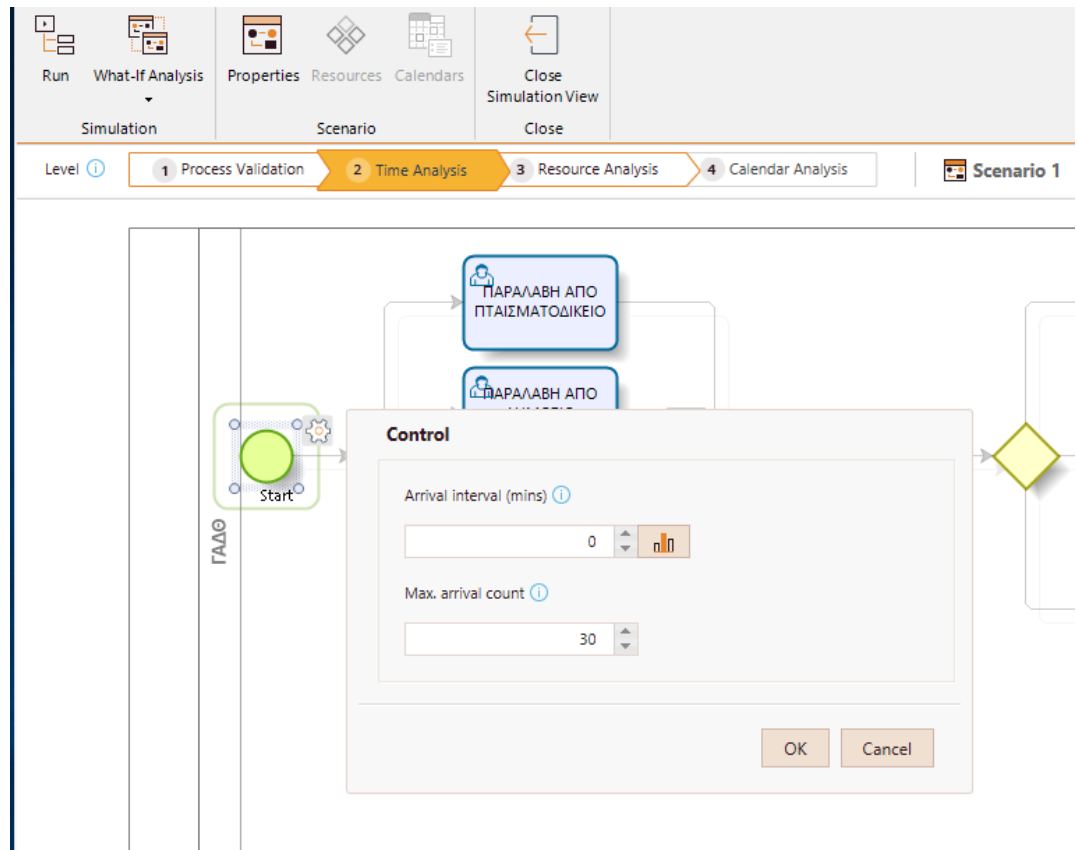 Run What-If Analysis Properties Resources Calendars Close
Simulation View
Simulation Scenario Close
Level 1 Process Validation 2 Time Analysis 3 Resource Analysis 4 Calendar Analysis Scenario 1
ΠΑΡΑΛΑΒΗ ΑΠΟ
ΠΤΑΙΣΜΑΤΟΔΙΚΕΙΟ
ΠΑΡΑΛΑΒΗ ΑΠΟ
Start
ΓΑΔΘ
Control
Arrival interval (mins)
0
Max. arrival count
30
OK Cancel